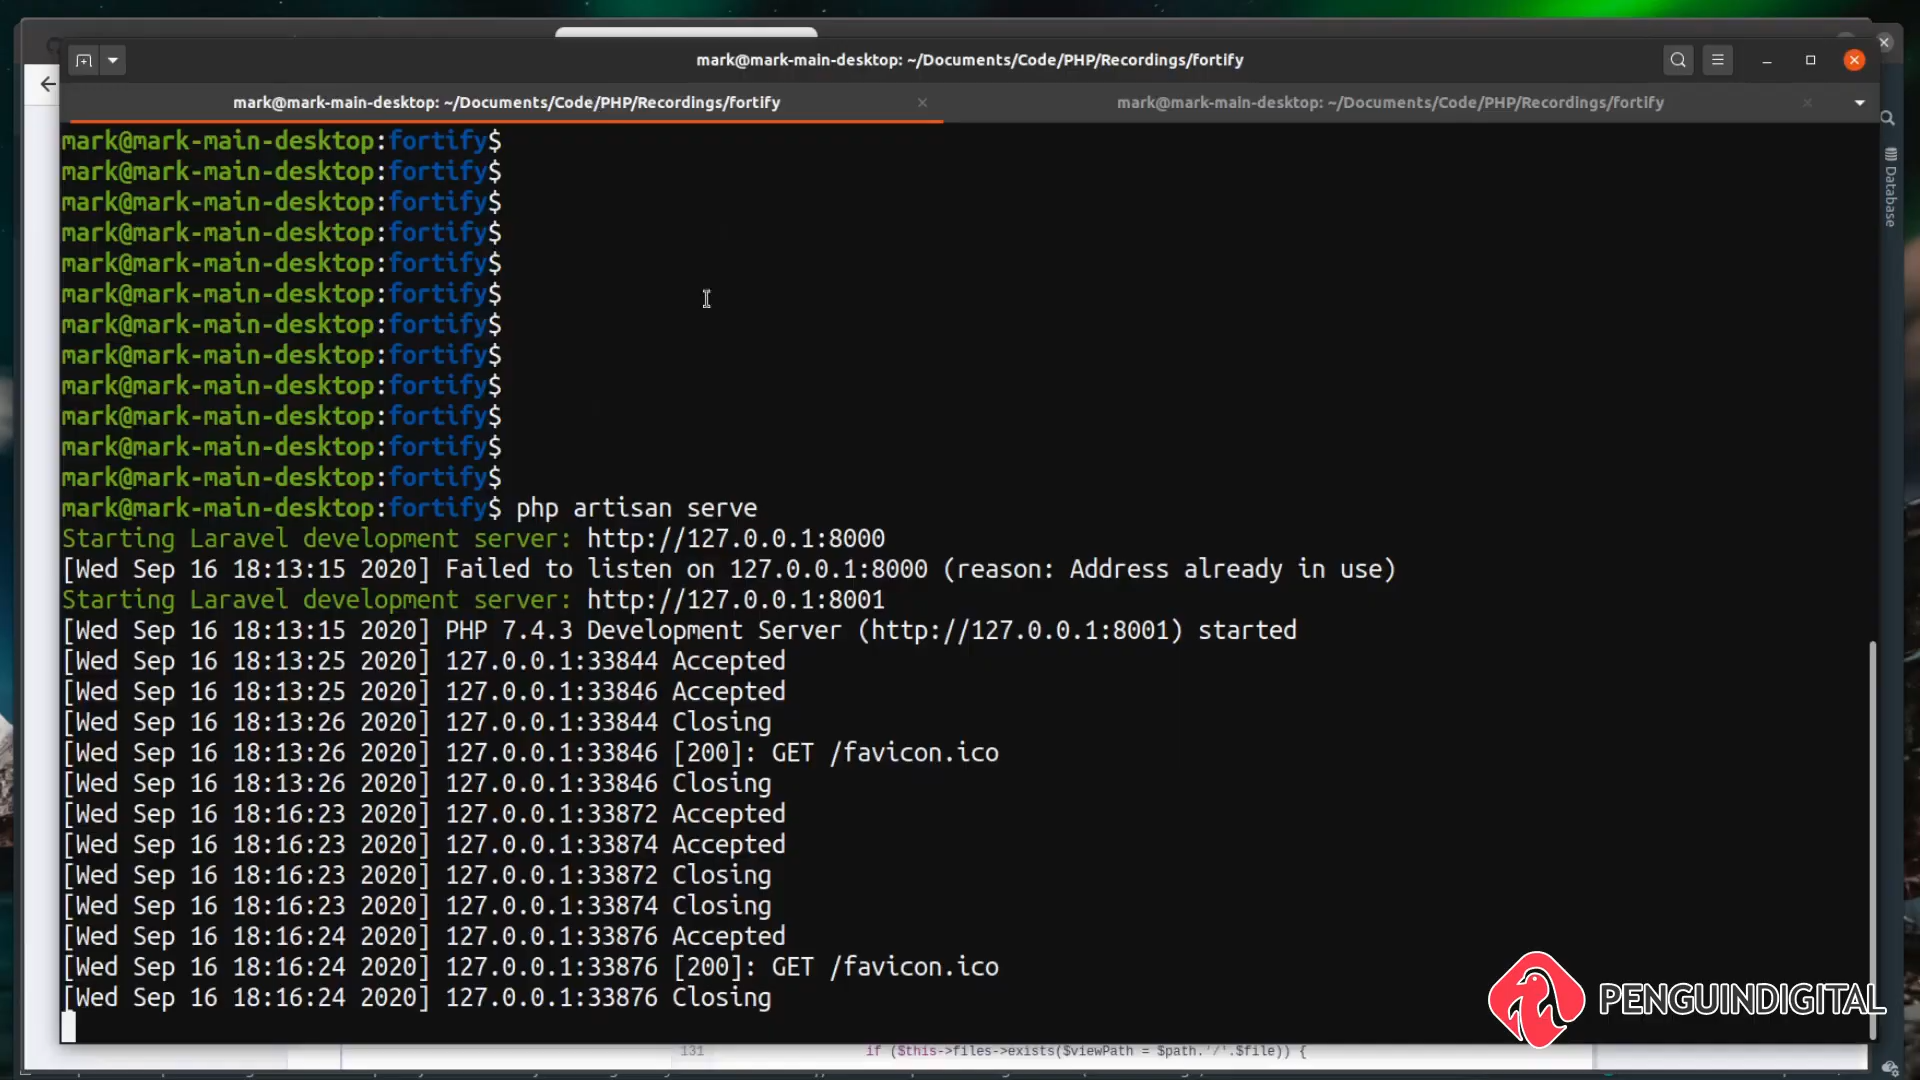 mark@mark-main-desktop: ~/Documents/Code/PHP/Recordings/fortify
mark@mark-main-desktop: ~/Documents/Code/PHP/Recordings/fortify
mark@mark-main-desktop: ~/Documents/Code/PHP/Recordings/fortify
mark@mark-main-desktop:fortify$
mark@mark-main-desktop:fortify$
mark@mark-main-desktop:fortify$
mark@mark-main-desktop:fortify$
mark@mark-main-desktop:fortify$
mark@mark-main-desktop:fortify$
mark@mark-main-desktop:fortify$
mark@mark-main-desktop:fortify$
mark@mark-main-desktop:fortify$
mark@mark-main-desktop:fortify$
mark@mark-main-desktop:fortify$
mark@mark-main-desktop:fortify$
mark@mark-main-desktop:fortify$ php artisan serve
Starting Laravel development server: http://127.0.0.1:8000
[Wed Sep 16 18:13:15 2020] Failed to listen on 127.0.0.1:8000 (reason: Address already in use)
Starting Laravel development server: http://127.0.0.1:8001
[Wed Sep 16 18:13:15 2020] PHP 7.4.3 Development Server (http://127.0.0.1:8001) started
[Wed Sep 16 18:13:25 2020] 127.0.0.1:33844 Accepted
[Wed Sep 16 18:13:25 2020] 127.0.0.1:33846 Accepted
[Wed Sep 16 18:13:26 2020] 127.0.0.1:33844 Closing
[Wed Sep 16 18:13:26 2020] 127.0.0.1:33846 [200]: GET /favicon.ico
[Wed Sep 16 18:13:26 2020] 127.0.0.1:33846 Closing
[Wed Sep 16 18:16:23 2020] 127.0.0.1:33872 Accepted
[Wed Sep 16 18:16:23 2020] 127.0.0.1:33874 Accepted
[Wed Sep 16 18:16:23 2020] 127.0.0.1:33872 Closing
[Wed Sep 16 18:16:23 2020] 127.0.0.1:33874 Closing
[Wed Sep 16 18:16:24 2020] 127.0.0.1:33876 Accepted
[Wed Sep 16 18:16:24 2020] 127.0.0.1:33876 [200]: GET /favicon.ico
[Wed Sep 16 18:16:24 2020] 127.0.0.1:33876 Closing
Database
PENGUINDIGITAL
131 if ($this->files->exists($viewPath = $path.'/'.$file)) {